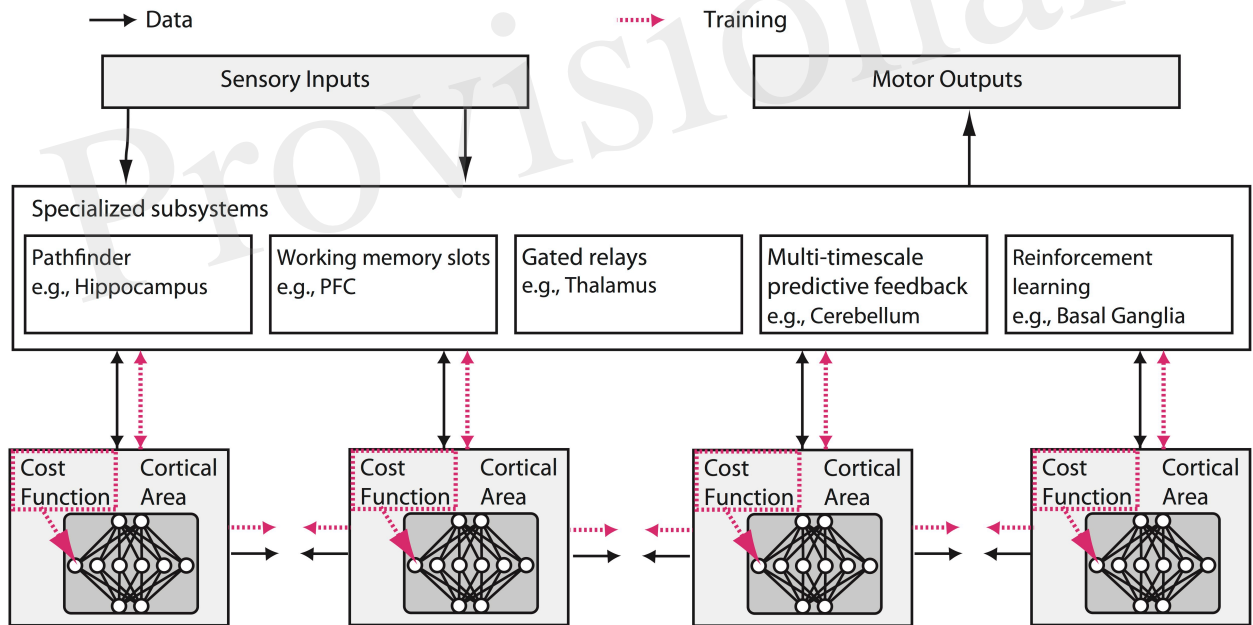 Data
Training
Sensory Inputs
Motor Outputs
Provisional
Specialized subsystems
Pathfinder
e.g., Hippocampus
Working memory slots
e.g., PFC
Gated relays
e.g., Thalamus
Multi-timescale
predictive feedback
e.g., Cerebellum
Reinforcement
learning
e.g., Basal Ganglia
Cost
Function
Cortical
Area
Cost
Function
Cortical
Area
Cost
Function
Cortical
Area
Cost
Function
Cortical
Area